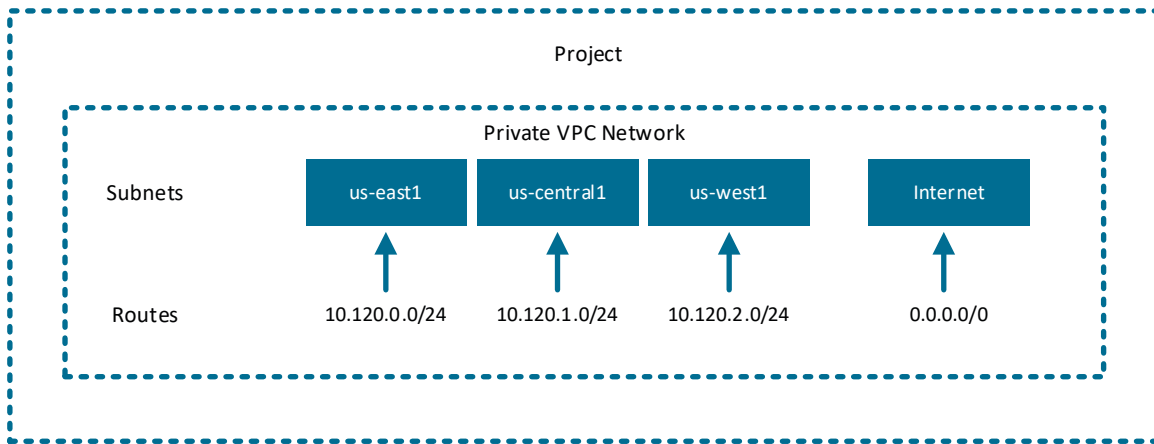 Project
Private VPC Network
Subnets us-east1 us-central1 us-west1 Internet
Routes 10.120.0.0/24 10.120.1.0/24 10.120.2.0/24 0.0.0.0/0